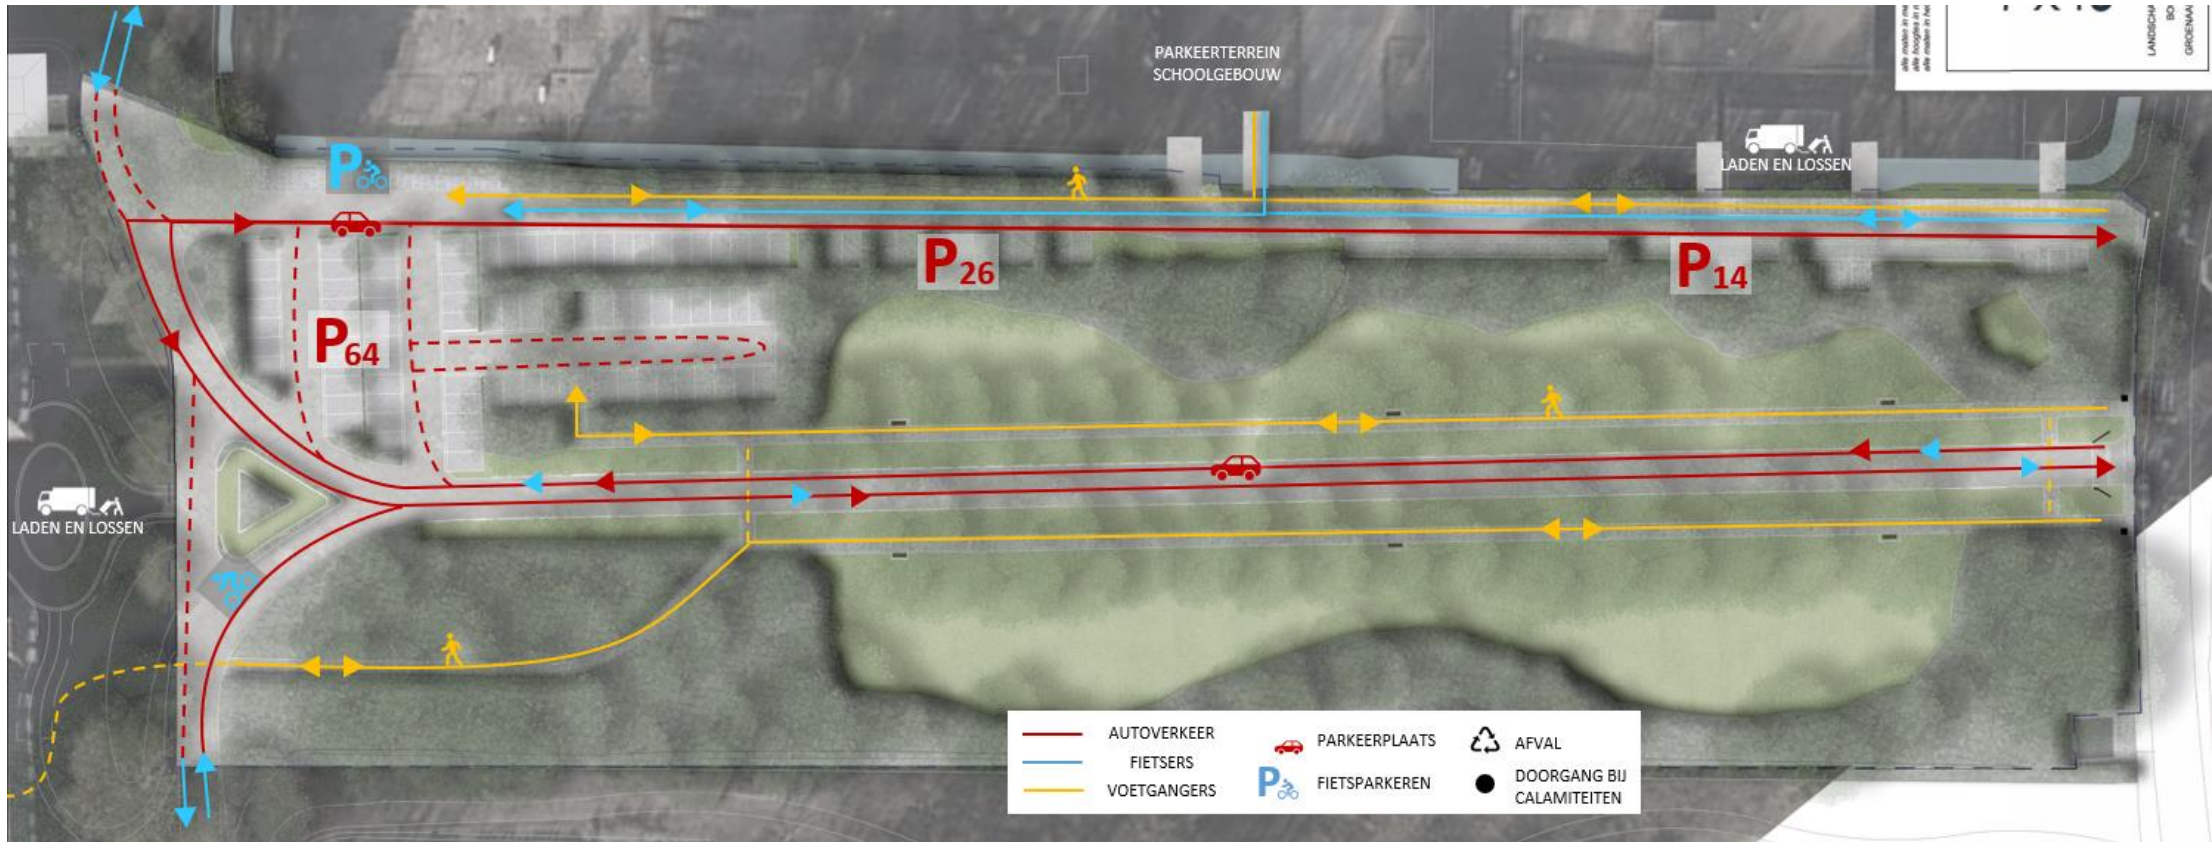 PARKEERTERREIN
SCHOOLGEBOUW
LADEN EN LOSSEN
P
P26
P14
P64
LADEN EN LOSSEN
AUTOVERKEER
FIETSERS
VOETGANGERS
PARKEERPLAATS
P FIETSPARKEREN
AFVAL
DOORGANG BIJ
CALAMITEITEN